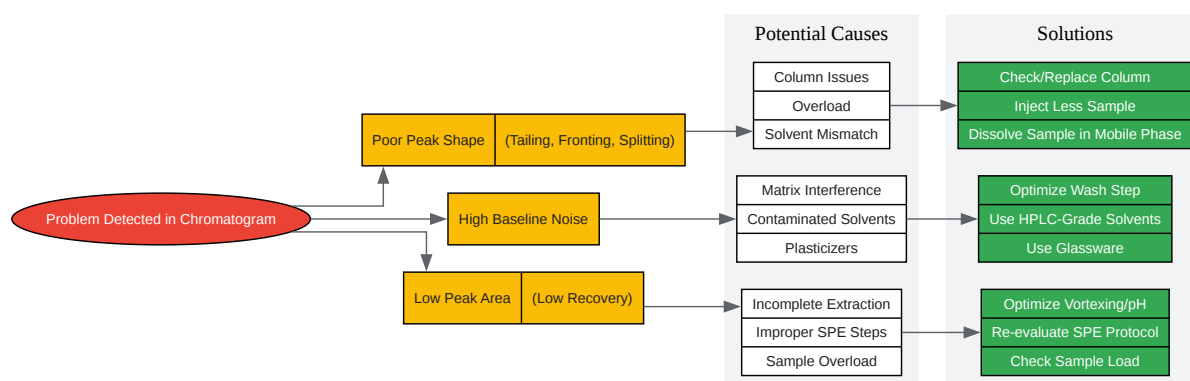 Potential Causes
Solutions
Column Issues
Overload
Solvent Mismatch
Check/Replace Column
Inject Less Sample
Dissolve Sample in Mobile Phase
Poor Peak Shape
(Tailing, Fronting, Splitting)
Problem Detected in Chromatogram
High Baseline Noise
Matrix Interference
Contaminated Solvents
Plasticizers
Optimize Wash Step
Use HPLC-Grade Solvents
Use Glassware
Low Peak Area
(Low Recovery)
Incomplete Extraction
Improper SPE Steps
Sample Overload
Optimize Vortexing/pH
Re-evaluate SPE Protocol
Check Sample Load